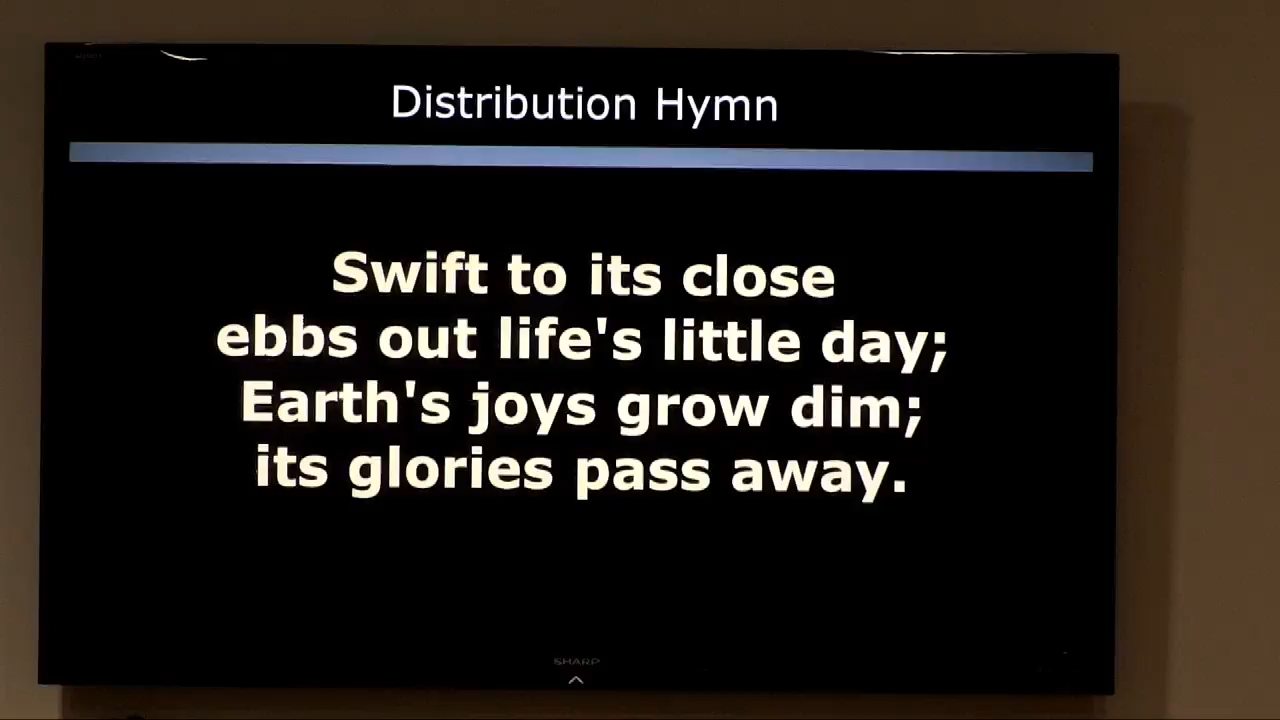 Distribution Hymn
Swift to its close
ebbs out life's little day;
Earth's joys grow dim;
its glories pass away.
SHARP